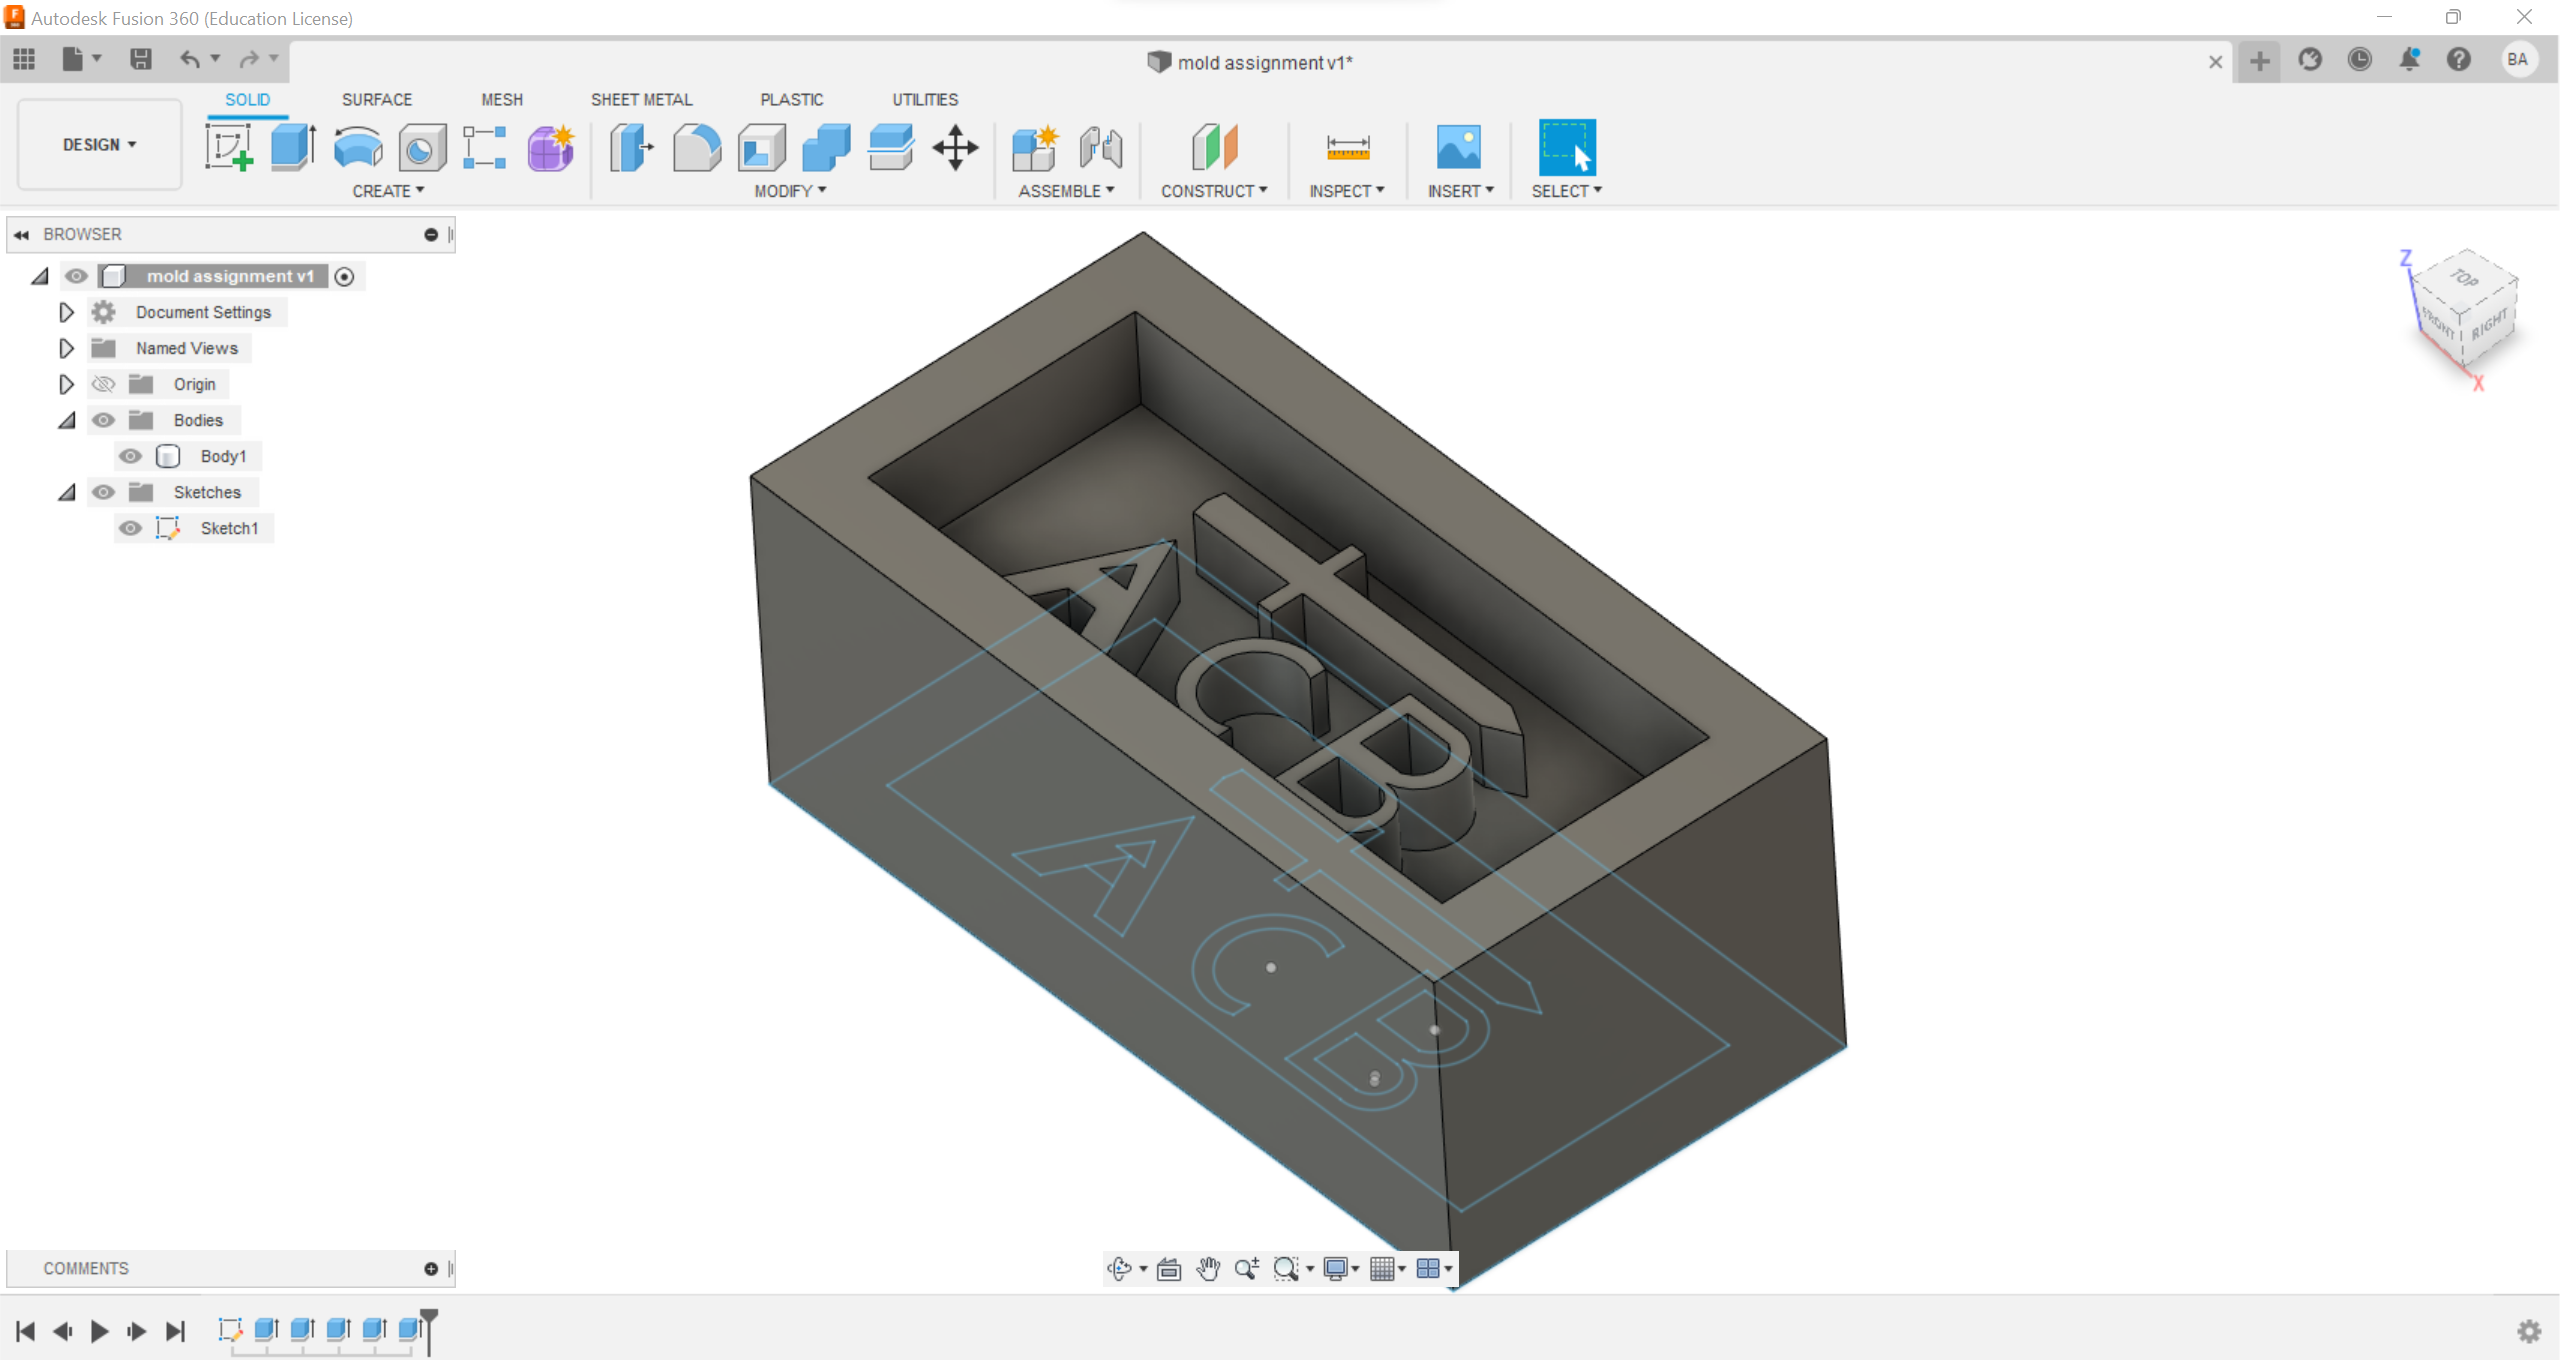 Autodesk Fusion 360 (Education License)
mold assignment v1*
BA
DESIGN
SOLID
SURFACE
MESH
SHEET METAL
PLASTIC
UTILITIES
CREATE
MODIFY
ASSEMBLE
CONSTRUCT
INSPECT
INSERT
SELECT
BROWSER
mold assignment v1
Document Settings
Named Views
Origin
Bodies
Body1
Sketches
Sketch1
Z
TOP
FRONT
RIGHT
X
A C B
A C B
COMMENTS